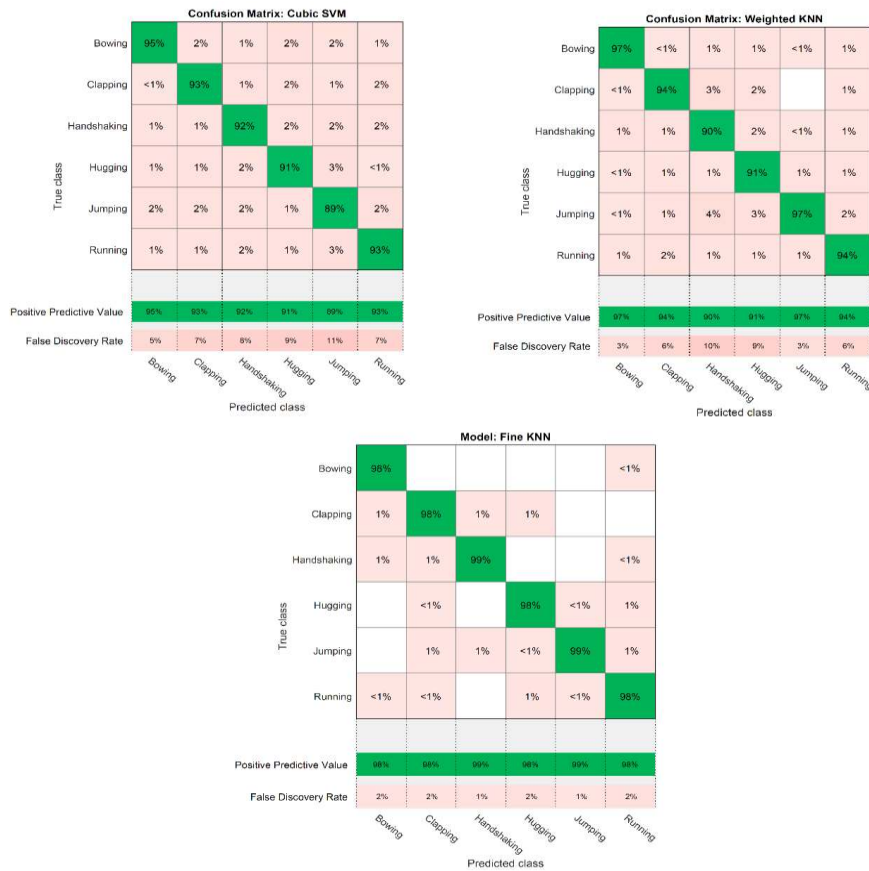 Confusion Matrix: Cubic SVM
Bowing 95% 2% 1% 2% 2% 1%
Clapping <1% 93% 1% 2% 1% 2%
Handshaking 1% 1% 92% 2% 2% 2%
Hugging 1% 1% 2% 91% 3% <1%
Jumping 2% 2% 2% 1% 89% 2%
Running 1% 1% 2% 1% 3% 93%
True class
Positive Predictive Value 95% 93% 92% 91% 89% 93%
False Discovery Rate 5% 7% 8% 9% 11% 7%
Bowing Clapping Handshaking Hugging Jumping Running
Predicted class
Confusion Matrix: Weighted KNN
Bowing 97% <1% 1% 1% <1% 1%
Clapping <1% 94% 3% 2% 1%
Handshaking 1% 1% 90% 2% <1% 1%
Hugging <1% 1% 1% 91% 1% 1%
Jumping <1% 1% 4% 3% 97% 2%
Running 1% 2% 1% 1% 1% 94%
True class
Positive Predictive Value 97% 94% 90% 91% 97% 94%
False Discovery Rate 3% 6% 10% 9% 3% 6%
Bowing Clapping Handshaking Hugging Jumping Running
Predicted class
Model: Fine KNN
Bowing 98% <1%
Clapping 1% 98% 1% 1%
Handshaking 1% 1% 99% <1%
Hugging <1% 98% <1% 1%
Jumping 1% 1% <1% 99% 1%
Running <1% <1% 1% <1% 98%
True class
Positive Predictive Value 98% 98% 99% 98% 99% 98%
False Discovery Rate 2% 2% 1% 2% 1% 2%
Bowing Clapping Handshaking Hugging Jumping Running
Predicted class